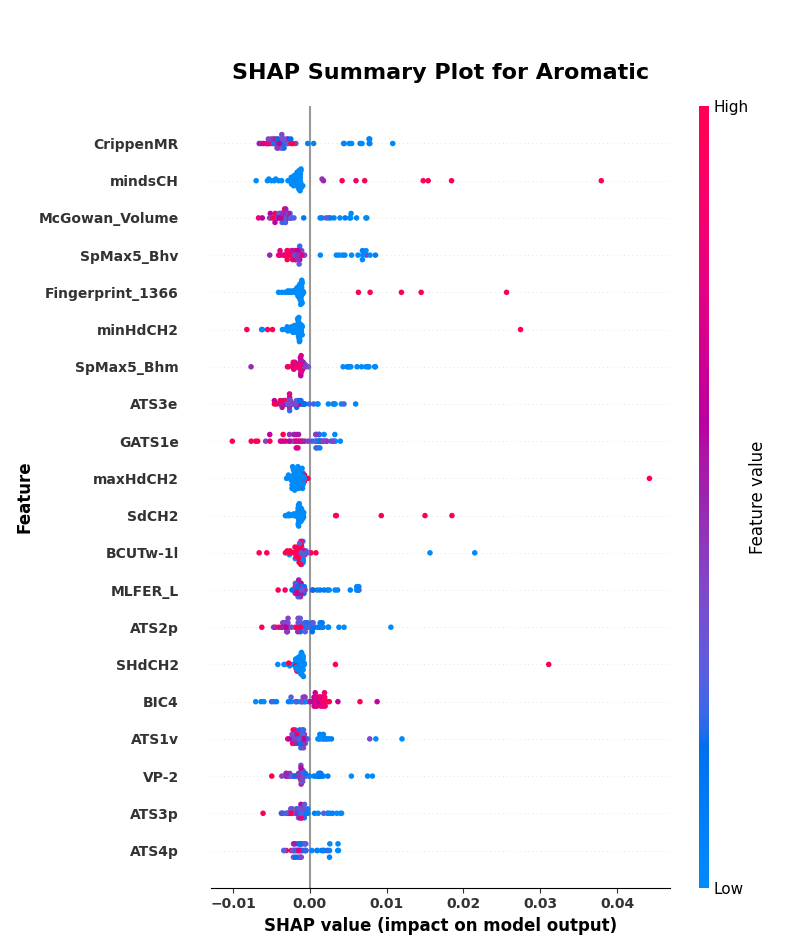 SHAP Summary Plot for Aromatic
High
CrippenMR
mindsCH
McGowan_Volume
SpMax5_Bhv
Fingerprint_1366
minHdCH2
SpMax5_Bhm
ATS3e
GATS1e
maxHdCH2
SdCH2
BCUTw-1l
MLFER_L
ATS2p
SHdCH2
BIC4
ATS1v
VP-2
ATS3p
ATS4p
Feature
Feature value
Low
−0.01 0.00 0.01 0.02 0.03 0.04
SHAP value (impact on model output)